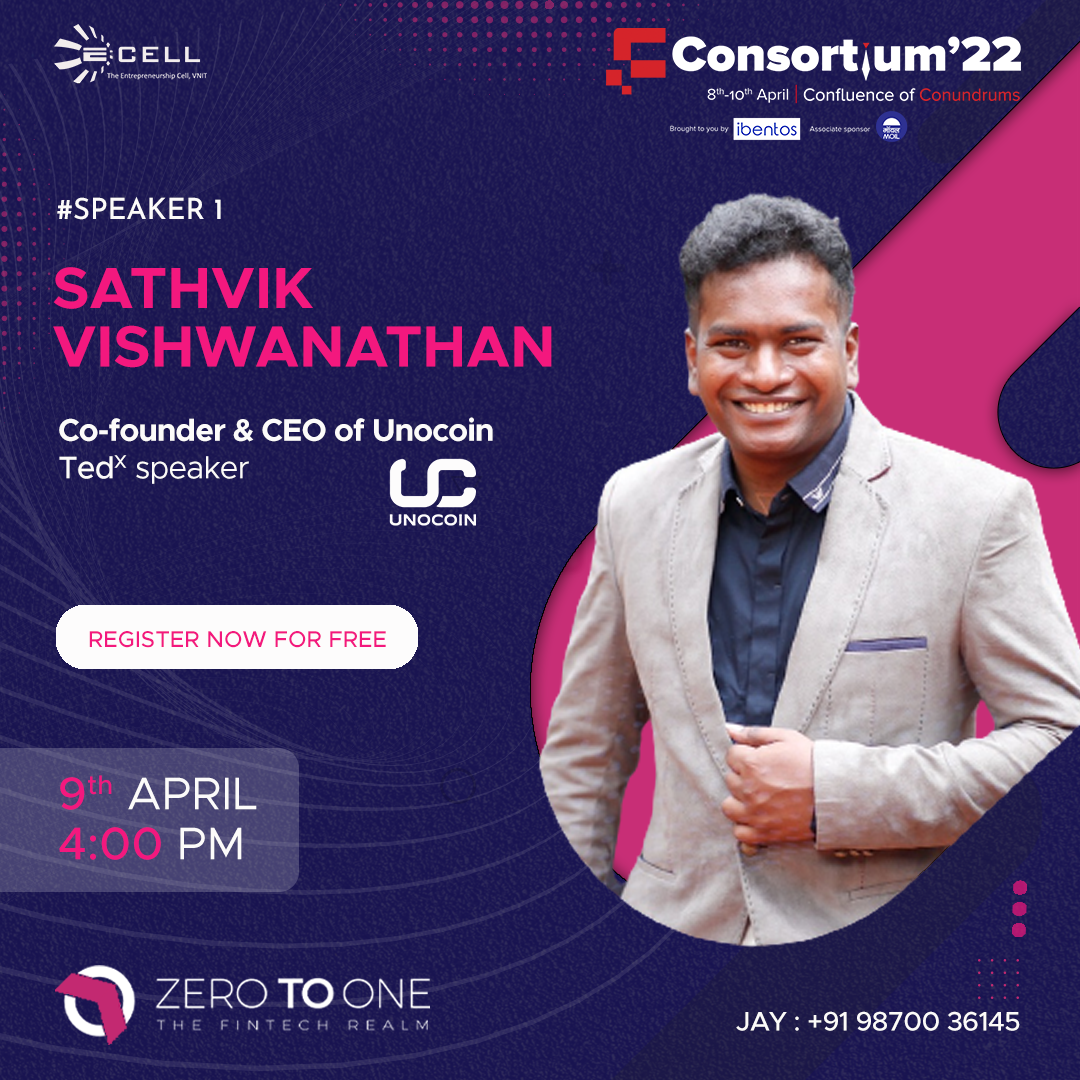 ECELL
The Entrepreneurship Cell, VNIT
Consortium'22
8th-10th April | Confluence of Conundrums
Brought to you by ibentos Associate sponsor मॉयल MOIL
#SPEAKER 1
SATHVIK
VISHWANATHAN
Co-founder & CEO of Unocoin
TedX speaker
UC
UNOCOIN
REGISTER NOW FOR FREE
9th APRIL
4:00 PM
ZERO TO ONE
THE FINTECH REALM
JAY : +91 98700 36145